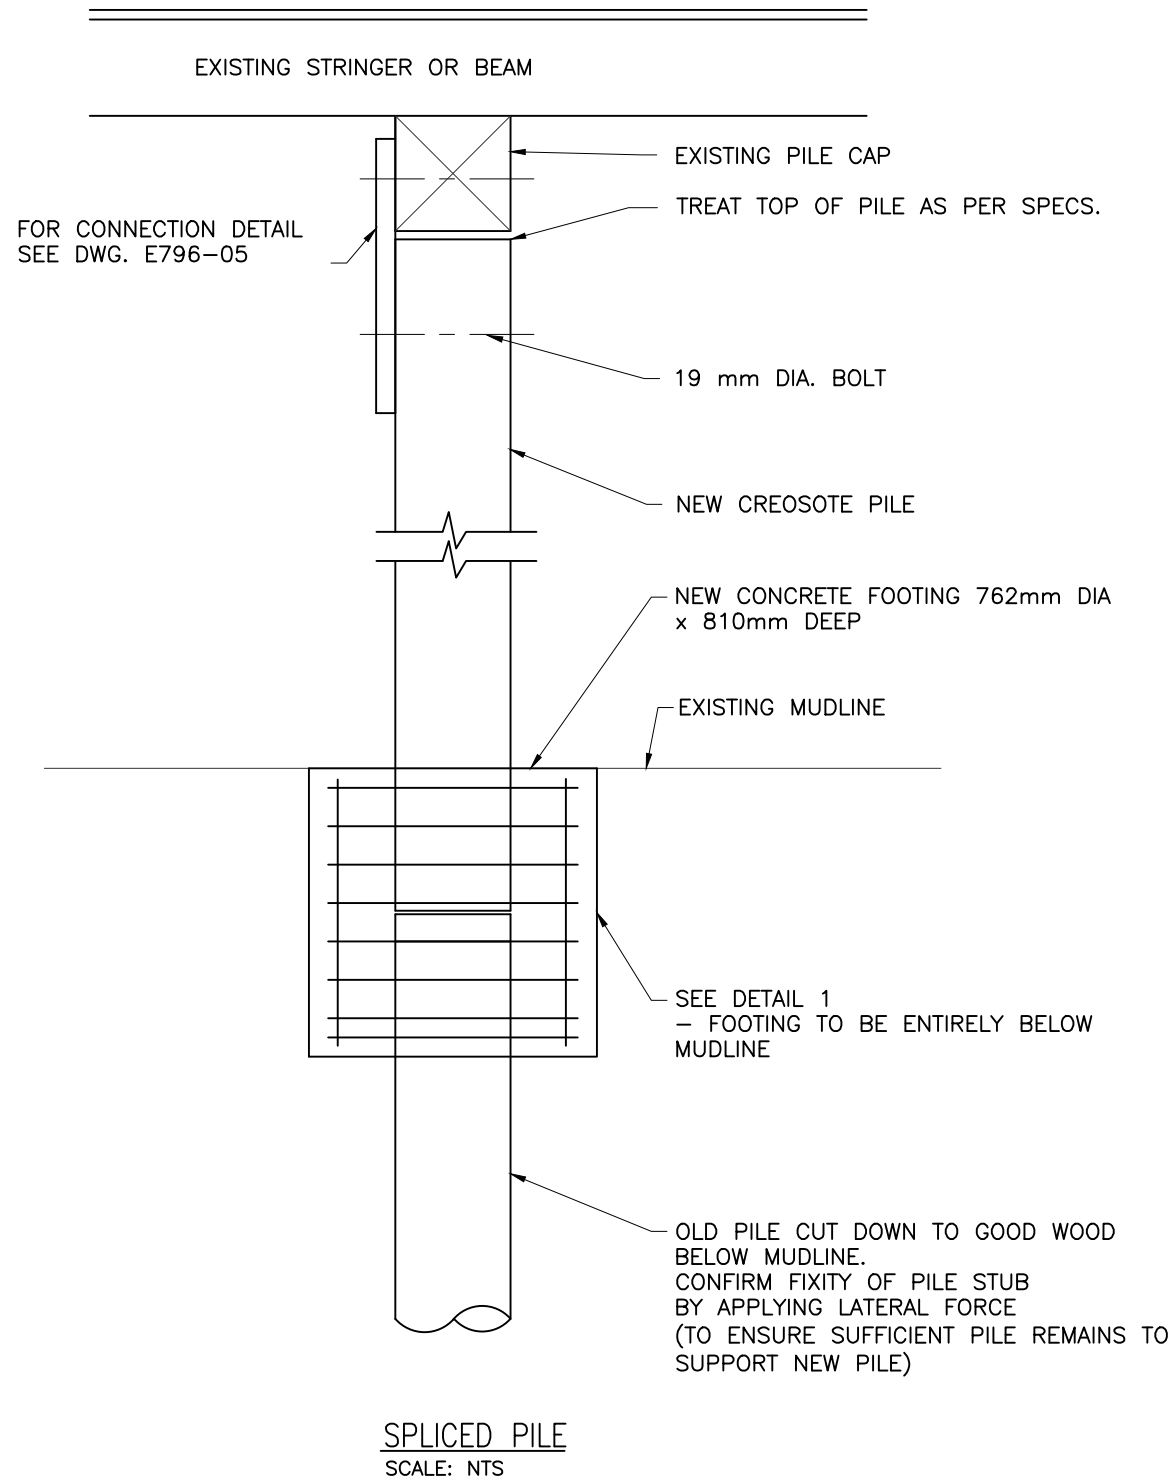 EXISTING STRINGER OR BEAM
EXISTING PILE CAP
TREAT TOP OF PILE AS PER SPECS.
FOR CONNECTION DETAIL
SEE DWG. E796-05
19 mm DIA. BOLT
NEW CREOSOTE PILE
NEW CONCRETE FOOTING 762mm DIA
x 810mm DEEP
EXISTING MUDLINE
SEE DETAIL 1
- FOOTING TO BE ENTIRELY BELOW
MUDLINE
OLD PILE CUT DOWN TO GOOD WOOD
BELOW MUDLINE.
CONFIRM FIXITY OF PILE STUB
BY APPLYING LATERAL FORCE
(TO ENSURE SUFFICIENT PILE REMAINS TO
SUPPORT NEW PILE)
SPLICED PILE
SCALE: NTS